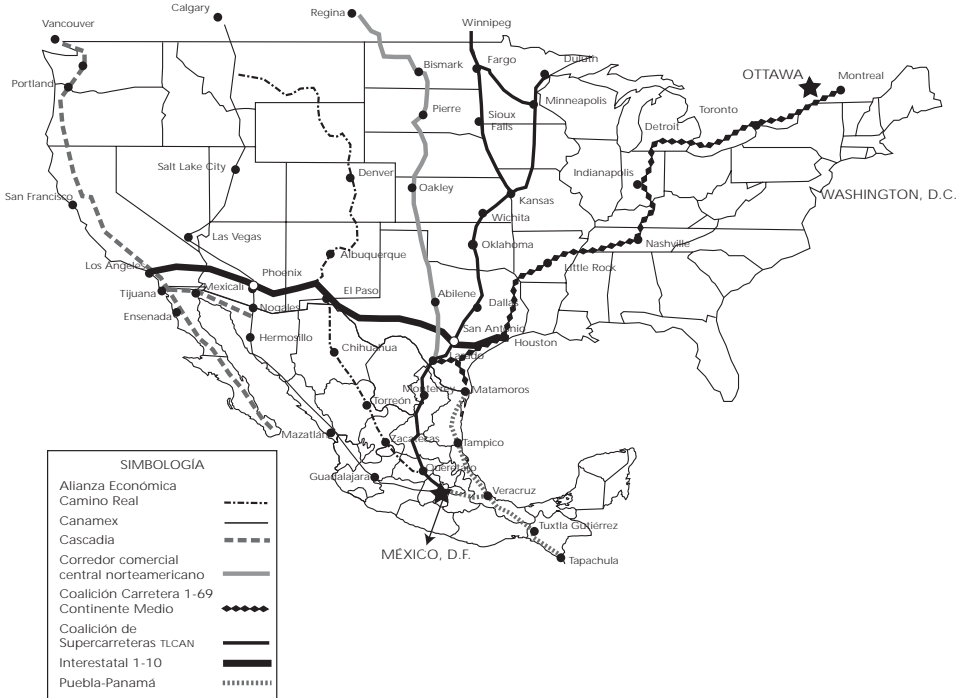 Calgary
Regina
Vancouver
Winpeg
Bismark
Fargo
Duluth
OTTAWA
Montreal
Portland
Pierre
Sioux
Falls
Minneapolis
Toronto
Detroit
Salt Lake City
Denver
Oakley
Indianapolis
San Francisco
Kansas
WASHINGTON, D.C.
Wichita
Las Vegas
Oklahoma
Nashville
Albuquerque
Los Angeles
Phoenix
Little Rock
Tijuana
Mexicali
El Paso
Abilene
Dallas
Nogales
Ensenada
San Antonio
Hermosillo
Houston
Chihuahua
Laredo
Monterrey
Matamoros
Torreón
Mazatlán
Zacatecas
Tampico
Guadalajara
Querétaro
Veracruz
Tuxtla Gutiérrez
MÉXICO, D.F.
Tapachula
SIMBOLOGÍA
Alianza Económica
Camino Real
Canamex
Cascadia
Corredor comercial
central norteamericano
Coalición Carretera 1-69
Continente Medio
Coalición de
Supercarreteras TLCAN
Interestatal 1-10
Puebla-Panamá